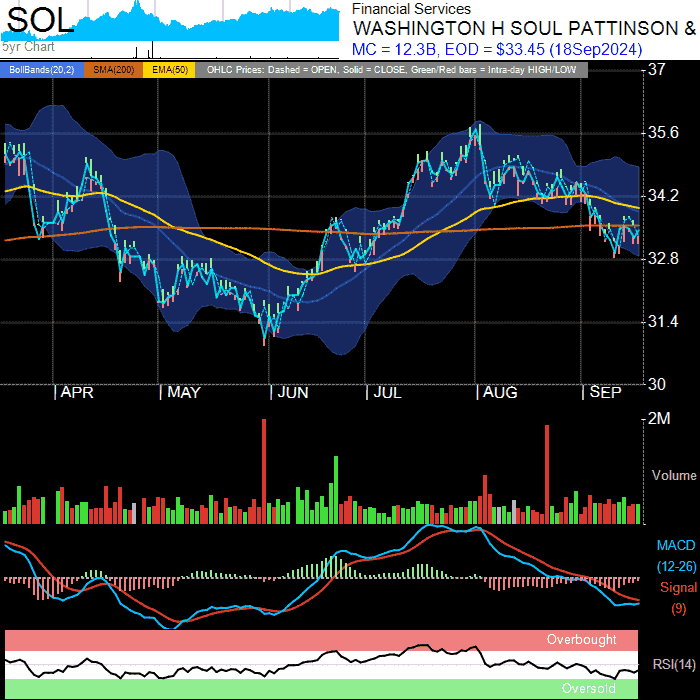 SOL
5yr Chart
Financial Services
WASHINGTON H SOUL PATTINSON &
MC = 12.3B, EOD = $33.45 (18Sep2024)
BollBands(20,2) SMA(200) EMA(50) OHLC Prices: Dashed = OPEN, Solid = CLOSE, Green/Red bars = Intra-day HIGH/LOW
37
35.6
34.2
32.8
31.4
30
APR MAY JUN JUL AUG SEP
2M
Volume
MACD
(12-26)
Signal
(9)
Overbought
RSI(14)
Oversold